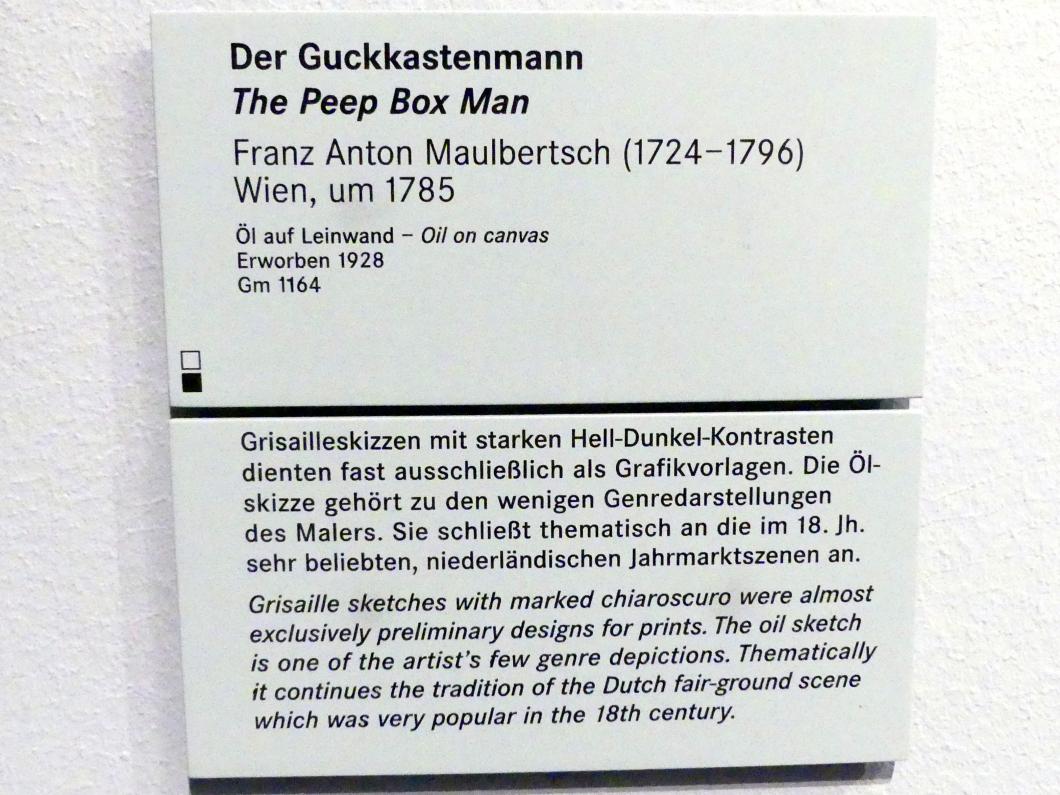 Der Guckkastenmann
The Peep Box Man
Franz Anton Maulbertsch (1724–1796)
Wien, um 1785
Öl auf Leinwand – Oil on canvas
Erworben 1928
Gm 1164
Grisailleskizzen mit starken Hell-Dunkel-Kontrasten
dienten fast ausschließlich als Grafikvorlagen. Die Öl-
skizze gehört zu den wenigen Genredarstellungen
des Malers. Sie schließt thematisch an die im 18. Jh.
sehr beliebten, niederländischen Jahrmarktszenen an.
Grisaille sketches with marked chiaroscuro were almost
exclusively preliminary designs for prints. The oil sketch
is one of the artist's few genre depictions. Thematically
it continues the tradition of the Dutch fair-ground scene
which was very popular in the 18th century.